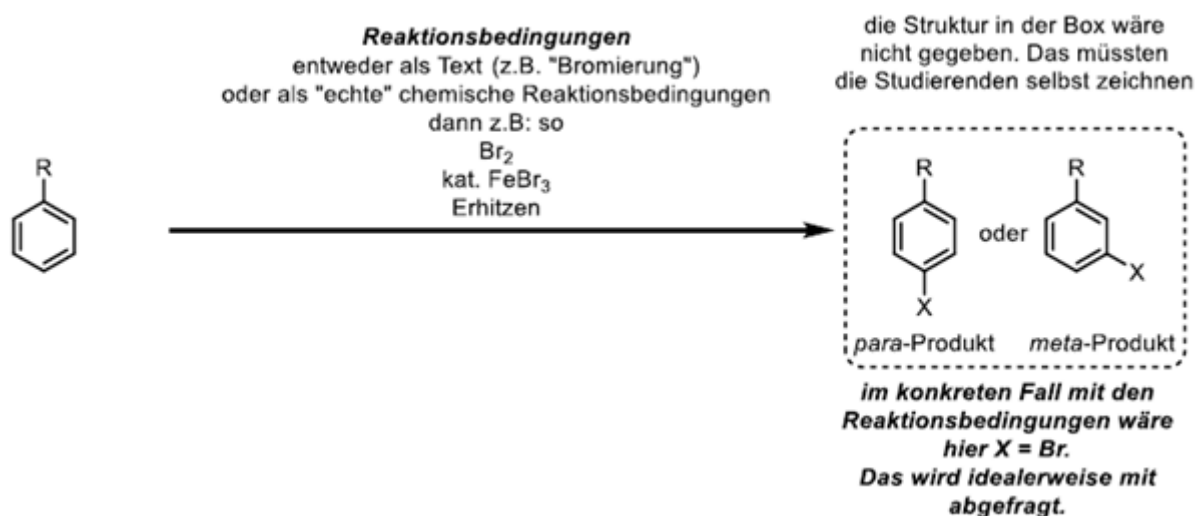 Reaktionsbedingungen
entweder als Text (z.B. "Bromierung")
oder als "echte" chemische Reaktionsbedingungen
dann z.B: so
Br₂
kat. FeBr₃
Erhitzen
die Struktur in der Box wäre
nicht gegeben. Das müssten
die Studierenden selbst zeichnen
R
R
oder
R
X
X
para-Produkt
meta-Produkt
im konkreten Fall mit den
Reaktionsbedingungen wäre
hier X = Br.
Das wird idealerweise mit
abgefragt.